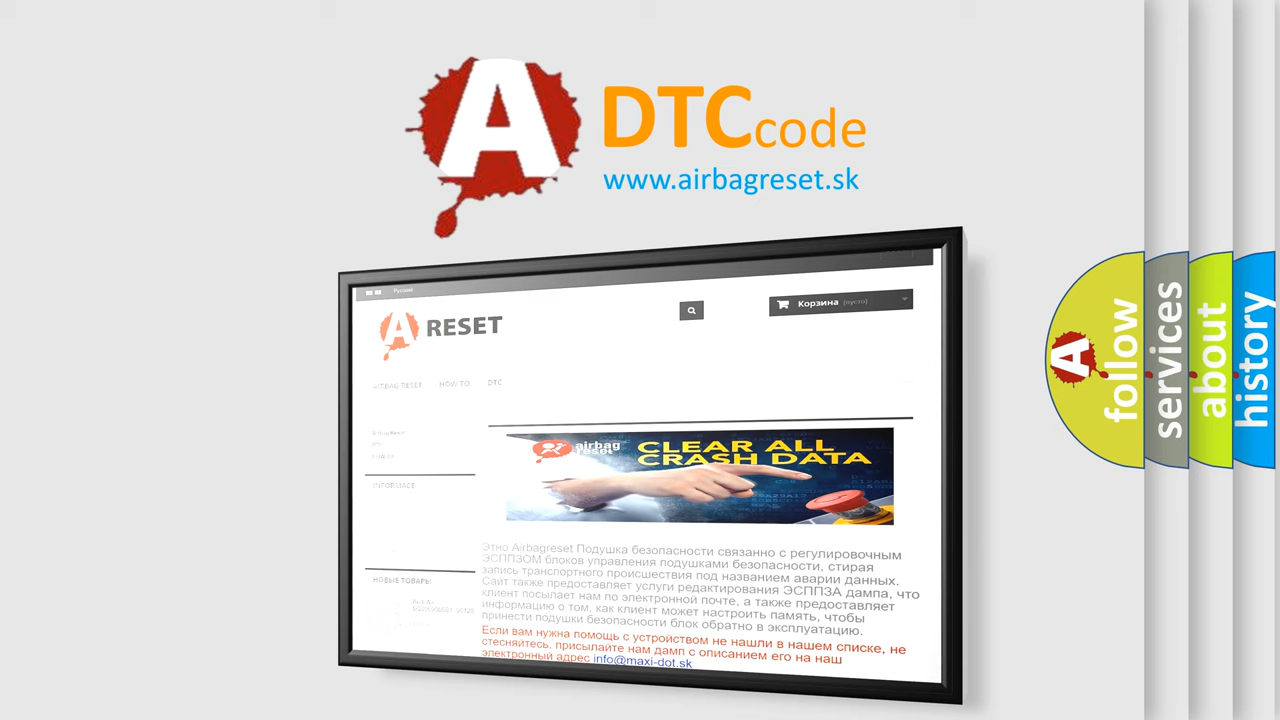 A
DTCcode
www.airbagreset.sk
Русский
A RESET
Корзина (пусто)
AIRBAG RESET HOW TO DTC
INFORMACE
НОВЫЕ ТОВАРЫ
airbag
reset
CLEAR ALL
CRASH DATA
Этно Airbagreset Подушка безопасности связанно с регулировочным
ЭСППЗОМ блоков управления подушками безопасности, стирая
запись транспортного происшествия под названием аварии данных.
Сайт также предоставляет услуги редактирования ЭСППЗА дампа, что
клиент посылает нам по электронной почте, а также предоставляет
информацию о том, как клиент может настроить память, чтобы
принести подушки безопасности блок обратно в эксплуатацию.
Если вам нужна помощь с устройством не нашли в нашем списке, не
стесняйтесь, присылайте нам дамп с описанием его на наш
электронный адрес info@maxi-dot.sk
A
follow
services
about
history